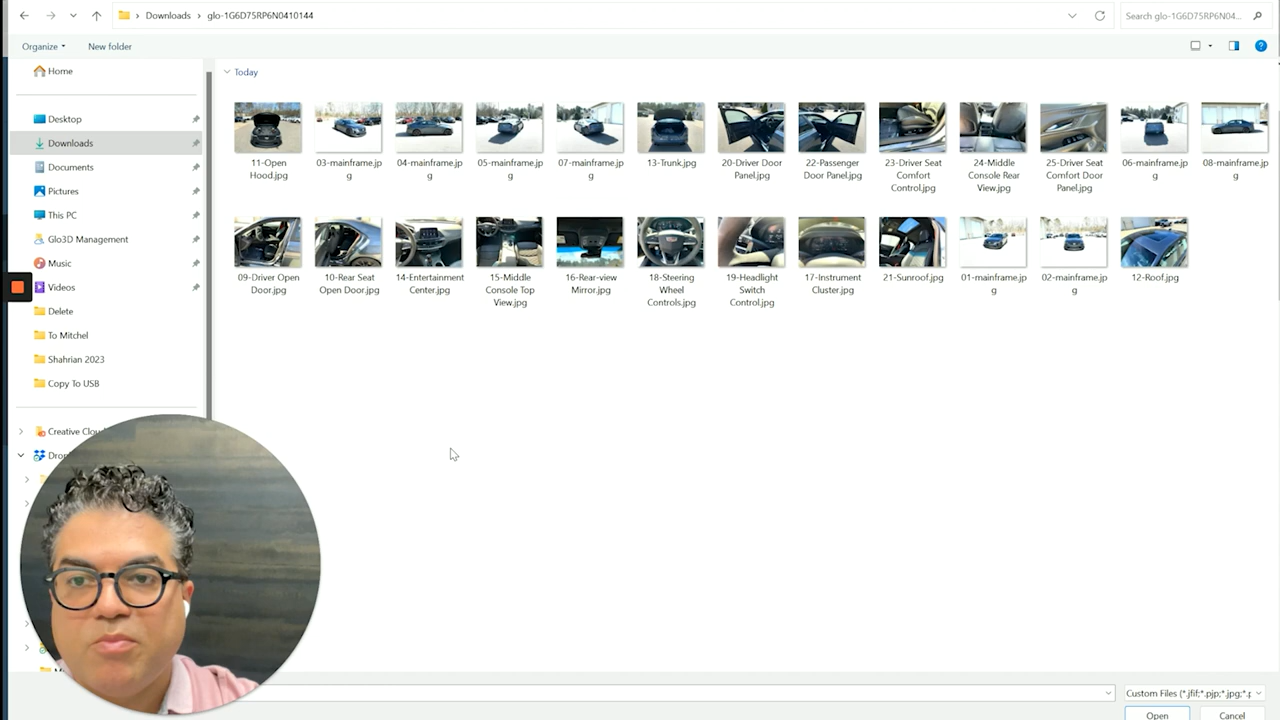 Downloads > glo-1G6D75RP6N0410144
Search glo-1G6D75RP6N04...
Organize
New folder
Home
Desktop
Downloads
Documents
Pictures
This PC
Glo3D Management
Music
Videos
Delete
To Mitchel
Shahrian 2023
Copy To USB
Creative Clou
Drop
Today
11-Open
Hood.jpg
03-mainframe.jp
g
04-mainframe.jp
g
05-mainframe.jp
g
07-mainframe.jp
g
13-Trunk.jpg
20-Driver Door
Panel.jpg
22-Passenger
Door Panel.jpg
23-Driver Seat
Comfort
Control.jpg
24-Middle
Console Rear
View.jpg
25-Driver Seat
Comfort Door
Panel.jpg
06-mainframe.jp
g
08-mainframe.jp
g
09-Driver Open
Door.jpg
10-Rear Seat
Open Door.jpg
14-Entertainment
Center.jpg
15-Middle
Console Top
View.jpg
16-Rear-view
Mirror.jpg
18-Steering
Wheel
Controls.jpg
19-Headlight
Switch
Control.jpg
17-Instrument
Cluster.jpg
21-Sunroof.jpg
01-mainframe.jp
g
02-mainframe.jp
g
12-Roof.jpg
Custom Files (*.jfif;*.pjp;*.jpg;*.p
Open
Cancel